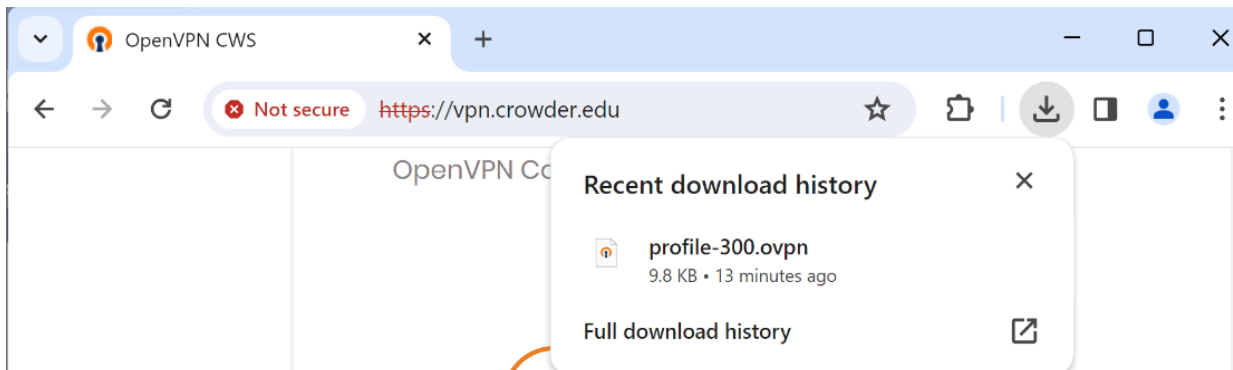 OpenVPN CWS
Not secure https://vpn.crowder.edu
OpenVPN Co
Recent download history
profile-300.ovpn
9.8 KB • 13 minutes ago
Full download history